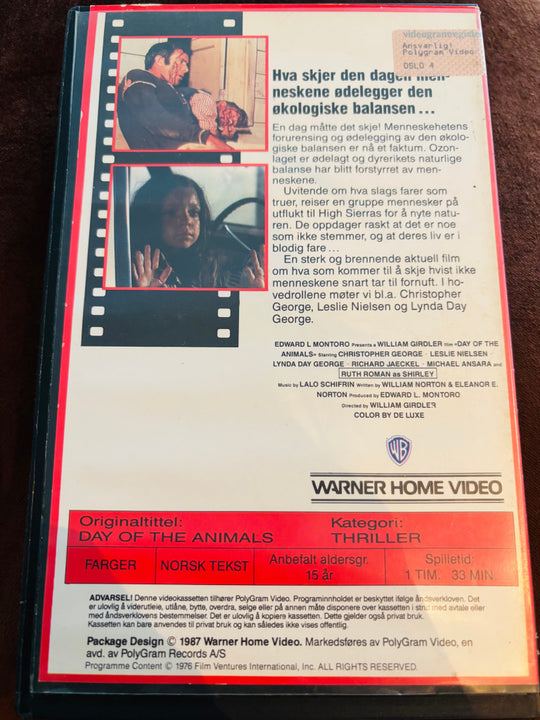 videogramregiste
Ansvarlig!
Polygram Video
OSLO 4
Hva skjer den dagen men-
neskene ødelegger den
økologiske balansen ...
En dag måtte det skje! Menneskehetens
forurensing og ødelegging av den økolo-
giske balansen er nå et faktum. Ozon-
laget er ødelagt og dyrerikets naturlige
balanse har blitt forstyrret av men-
neskene.
Uvitende om hva slags farer som
truer, reiser en gruppe mennesker på
utflukt til High Sierras for å nyte natu-
ren. De oppdager raskt at det er noe
som ikke stemmer, og at deres liv er i
blodig fare ...
En sterk og brennende aktuell film
om hva som kommer til å skje hvist ikke
menneskene snart tar til fornuft. I ho-
vedrollene møter vi bl.a. Christopher
George, Leslie Nielsen og Lynda Day
George.
EDWARD L MONTORO Presents a WILLIAM GIRDLER film «DAY OF THE
ANIMALS» Starring CHRISTOPHER GEORGE · LESLIE NIELSEN ·
LYNDA DAY GEORGE · RICHARD JAECKEL · MICHAEL ANSARA and
RUTH ROMAN as SHIRLEY
Music by LALO SCHIFRIN Written by WILLIAM NORTON & ELEANOR E.
NORTON Produced by EDWARD L. MONTORO
Directed by WILLIAM GIRDLER
COLOR BY DE LUXE
WB
WARNER HOME VIDEO
Originaltittel: Kategori:
DAY OF THE ANIMALS THRILLER
FARGER NORSK TEKST Anbefalt aldersgr. Spilletid:
15 år 1 TIM. 33 MIN.
ADVARSEL! Denne videokassetten tilhører PolyGram Video. Programinnholdet er beskyttet ifølge åndsverkloven. Det
er ulovlig å viderutleie, utlåne, bytte, overdra, selge eller på annen måte disponere over kassetten i strid med avtale eller
med åndsverklovens bestemmelser. Det er ulovlig å kopiere kassetten. Dette gjelder også privat bruk.
Kassetten kan bare anvendes til privat bruk og kan således ikke vises offentlig.
Package Design © 1987 Warner Home Video. Markedsføres av PolyGram Video, en
avd. av PolyGram Records A/S
Programme Content © 1976 Film Ventures International, Inc. ALL RIGHTS RESERVED.